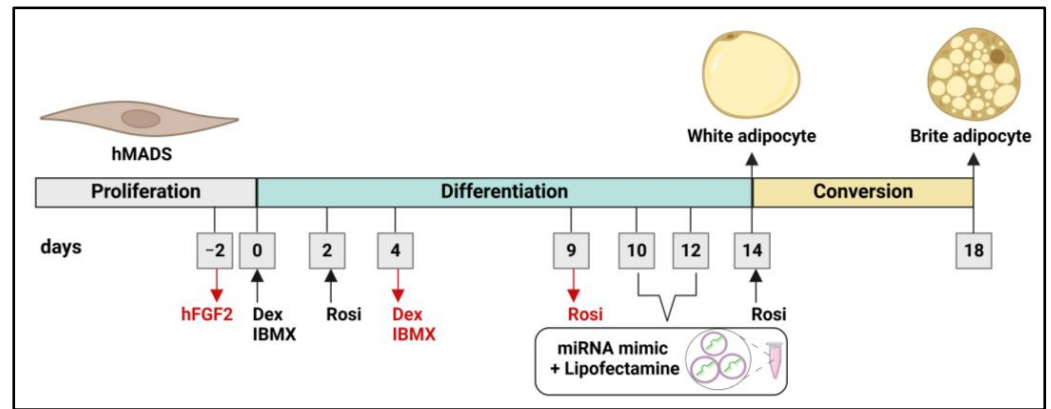 White adipocyte
Brite adipocyte
hMADS
Proliferation
Differentiation
Conversion
days
−2
0
2
4
9
10
12
14
18
hFGF2
Dex
IBMX
Rosi
Dex
IBMX
Rosi
Rosi
miRNA mimic
+ Lipofectamine